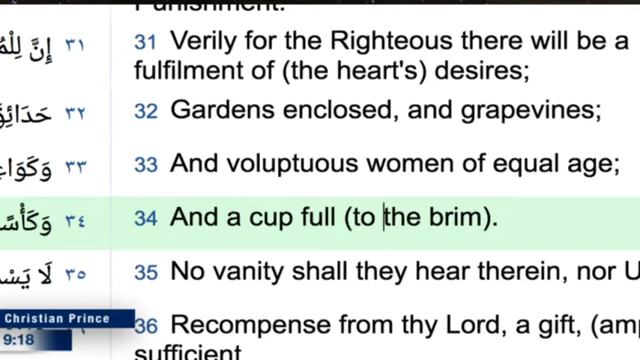 Punishment.
إِنَّ لِلْمُ ٣١ 31 Verily for the Righteous there will be a
fulfilment of (the heart's) desires;
حَدَائِقَ ٣٢ 32 Gardens enclosed, and grapevines;
وَكَوَاعِ ٣٣ 33 And voluptuous women of equal age;
وَكَأْسً ٣٤ 34 And a cup full (to the brim).
لَا يَسْ ٣٥ 35 No vanity shall they hear therein, nor U
36 Recompense from thy Lord, a gift, (amp
sufficient
Christian Prince
9:18